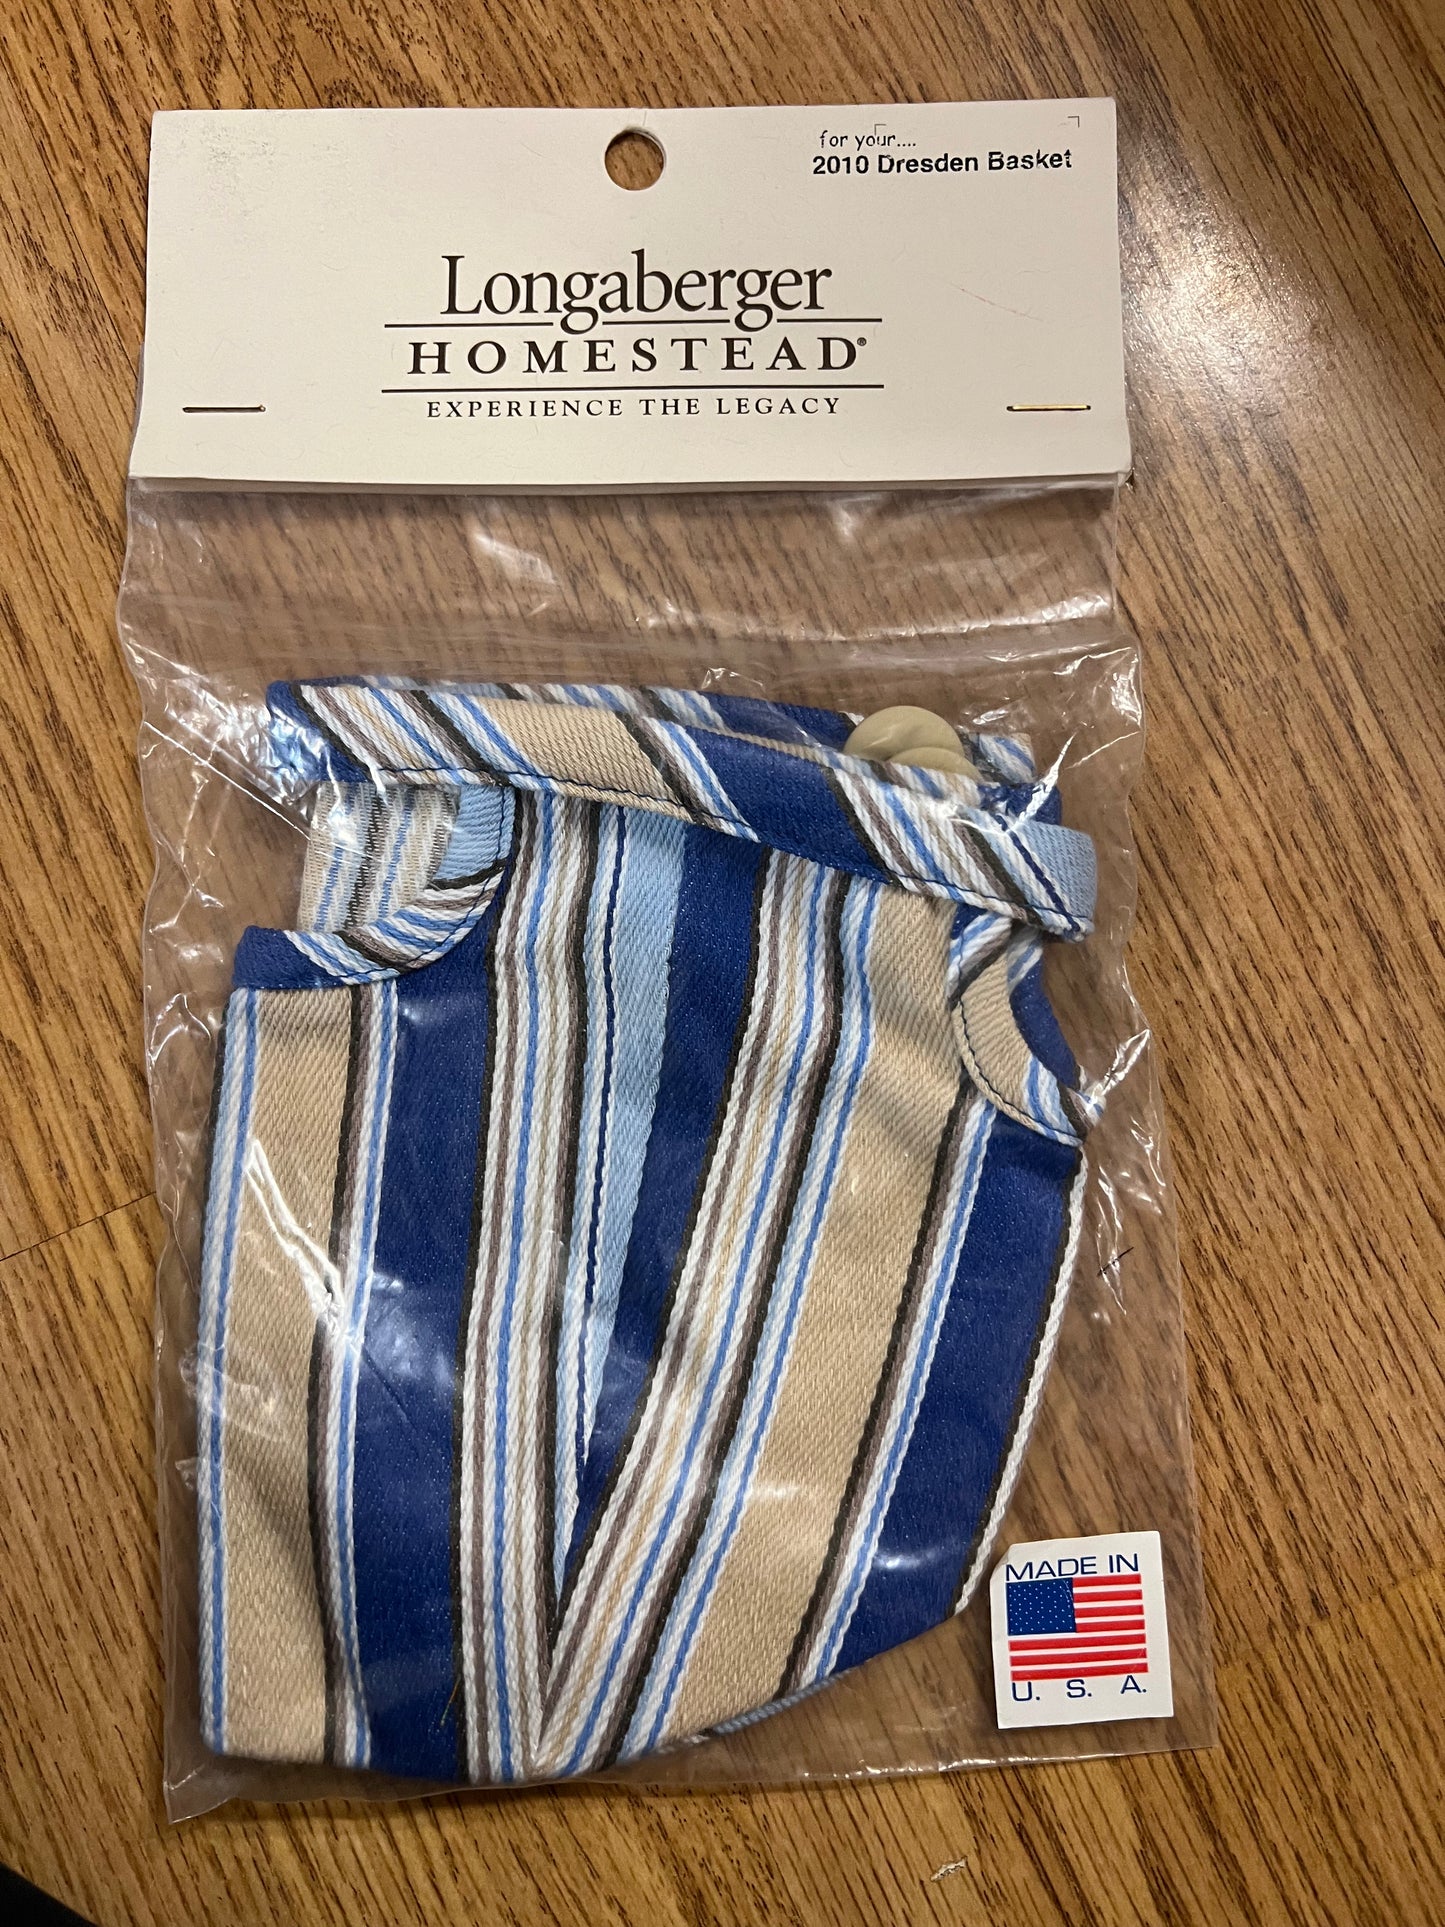 for your....
2010 Dresden Basket
Longaberger
HOMESTEAD®
EXPERIENCE THE LEGACY
MADE IN
U. S. A.